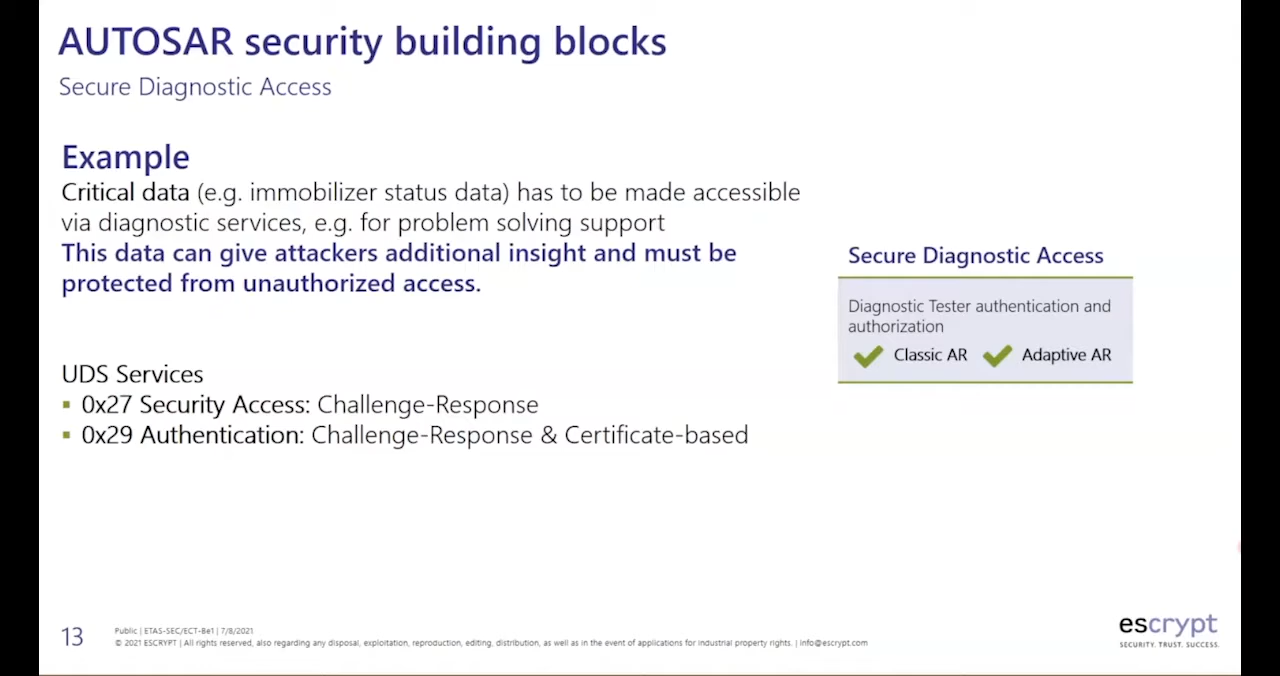 AUTOSAR security building blocks
Secure Diagnostic Access
Example
Critical data (e.g. immobilizer status data) has to be made accessible
via diagnostic services, e.g. for problem solving support
This data can give attackers additional insight and must be
protected from unauthorized access.
Secure Diagnostic Access
Diagnostic Tester authentication and
authorization
Classic AR Adaptive AR
UDS Services
▪ 0x27 Security Access: Challenge-Response
▪ 0x29 Authentication: Challenge-Response & Certificate-based
13
Public | ETAS-SEC/ECT-Be1 | 7/8/2021
© 2021 ESCRYPT | All rights reserved, also regarding any disposal, exploitation, reproduction, editing, distribution, as well as in the event of applications for industrial property rights. | info@escrypt.com
escrypt
SECURITY. TRUST. SUCCESS.